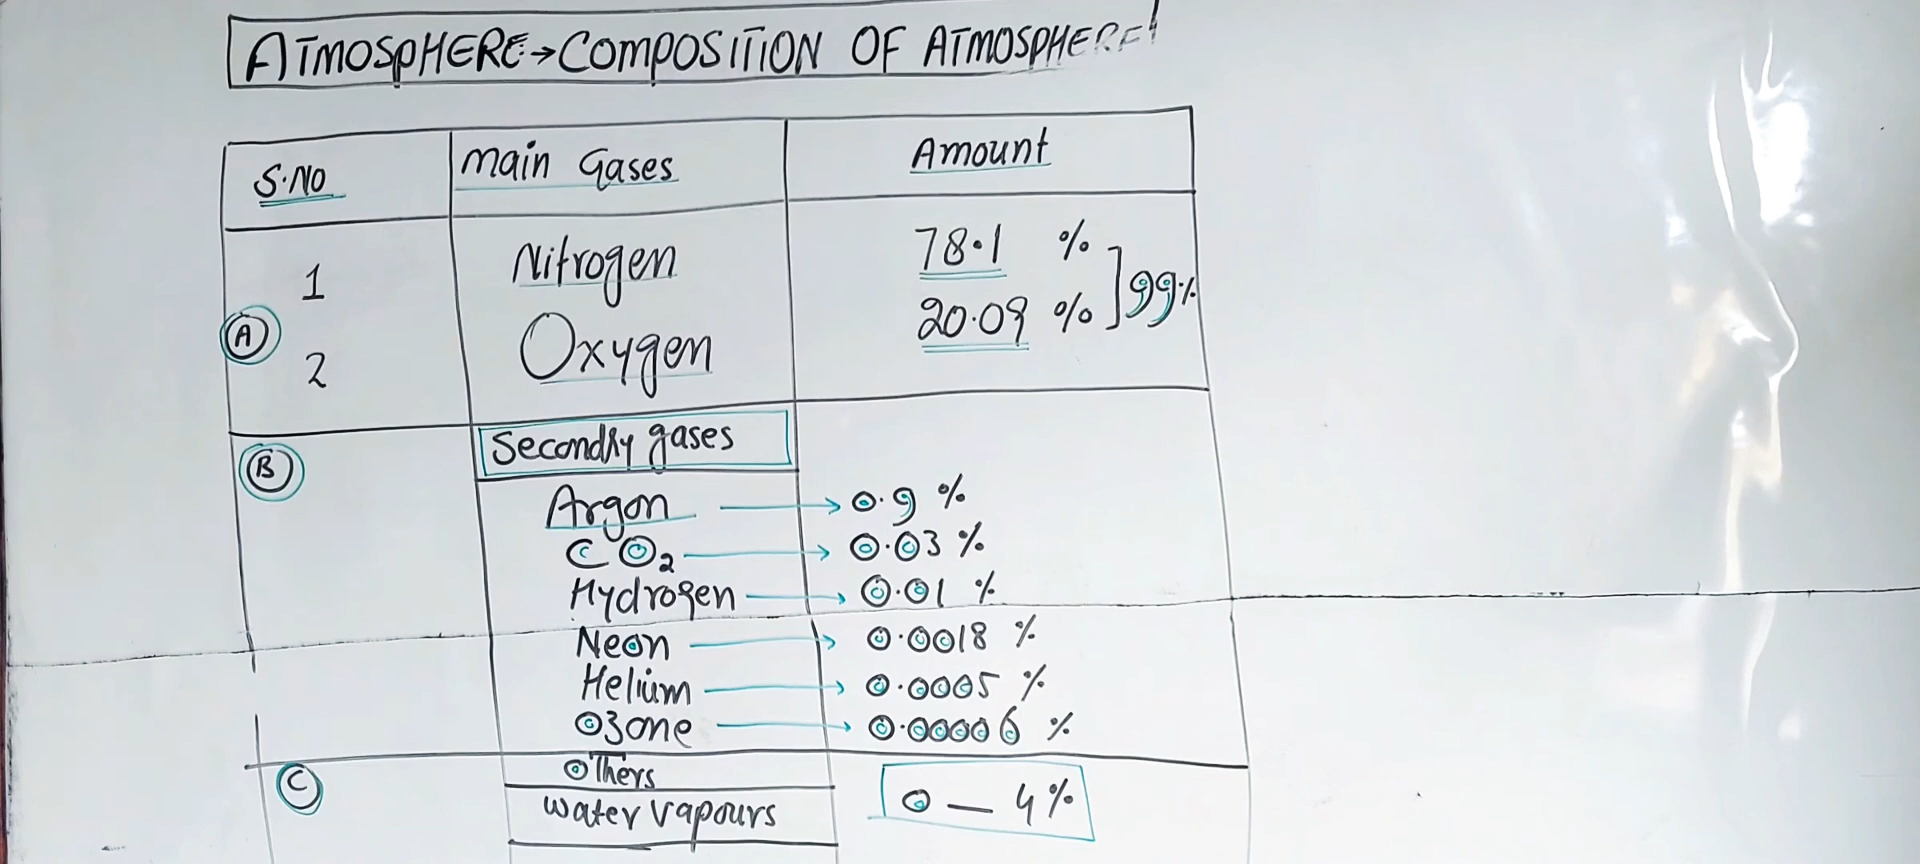 ATMOSPHERE→COMPOSITION OF ATMOSPHERE
S.NO Main Gases Amount
1 Nitrogen 78.1 %
A 99%
2 Oxygen 20.09 %
B Secondry gases
Argon → 0.9 %
CO₂ → 0.03 %
Hydrogen → 0.01 %
Neon → 0.0018 %
Helium → 0.0005 %
O3one → 0.00006 %
C OThers
water vapours 0 — 4%